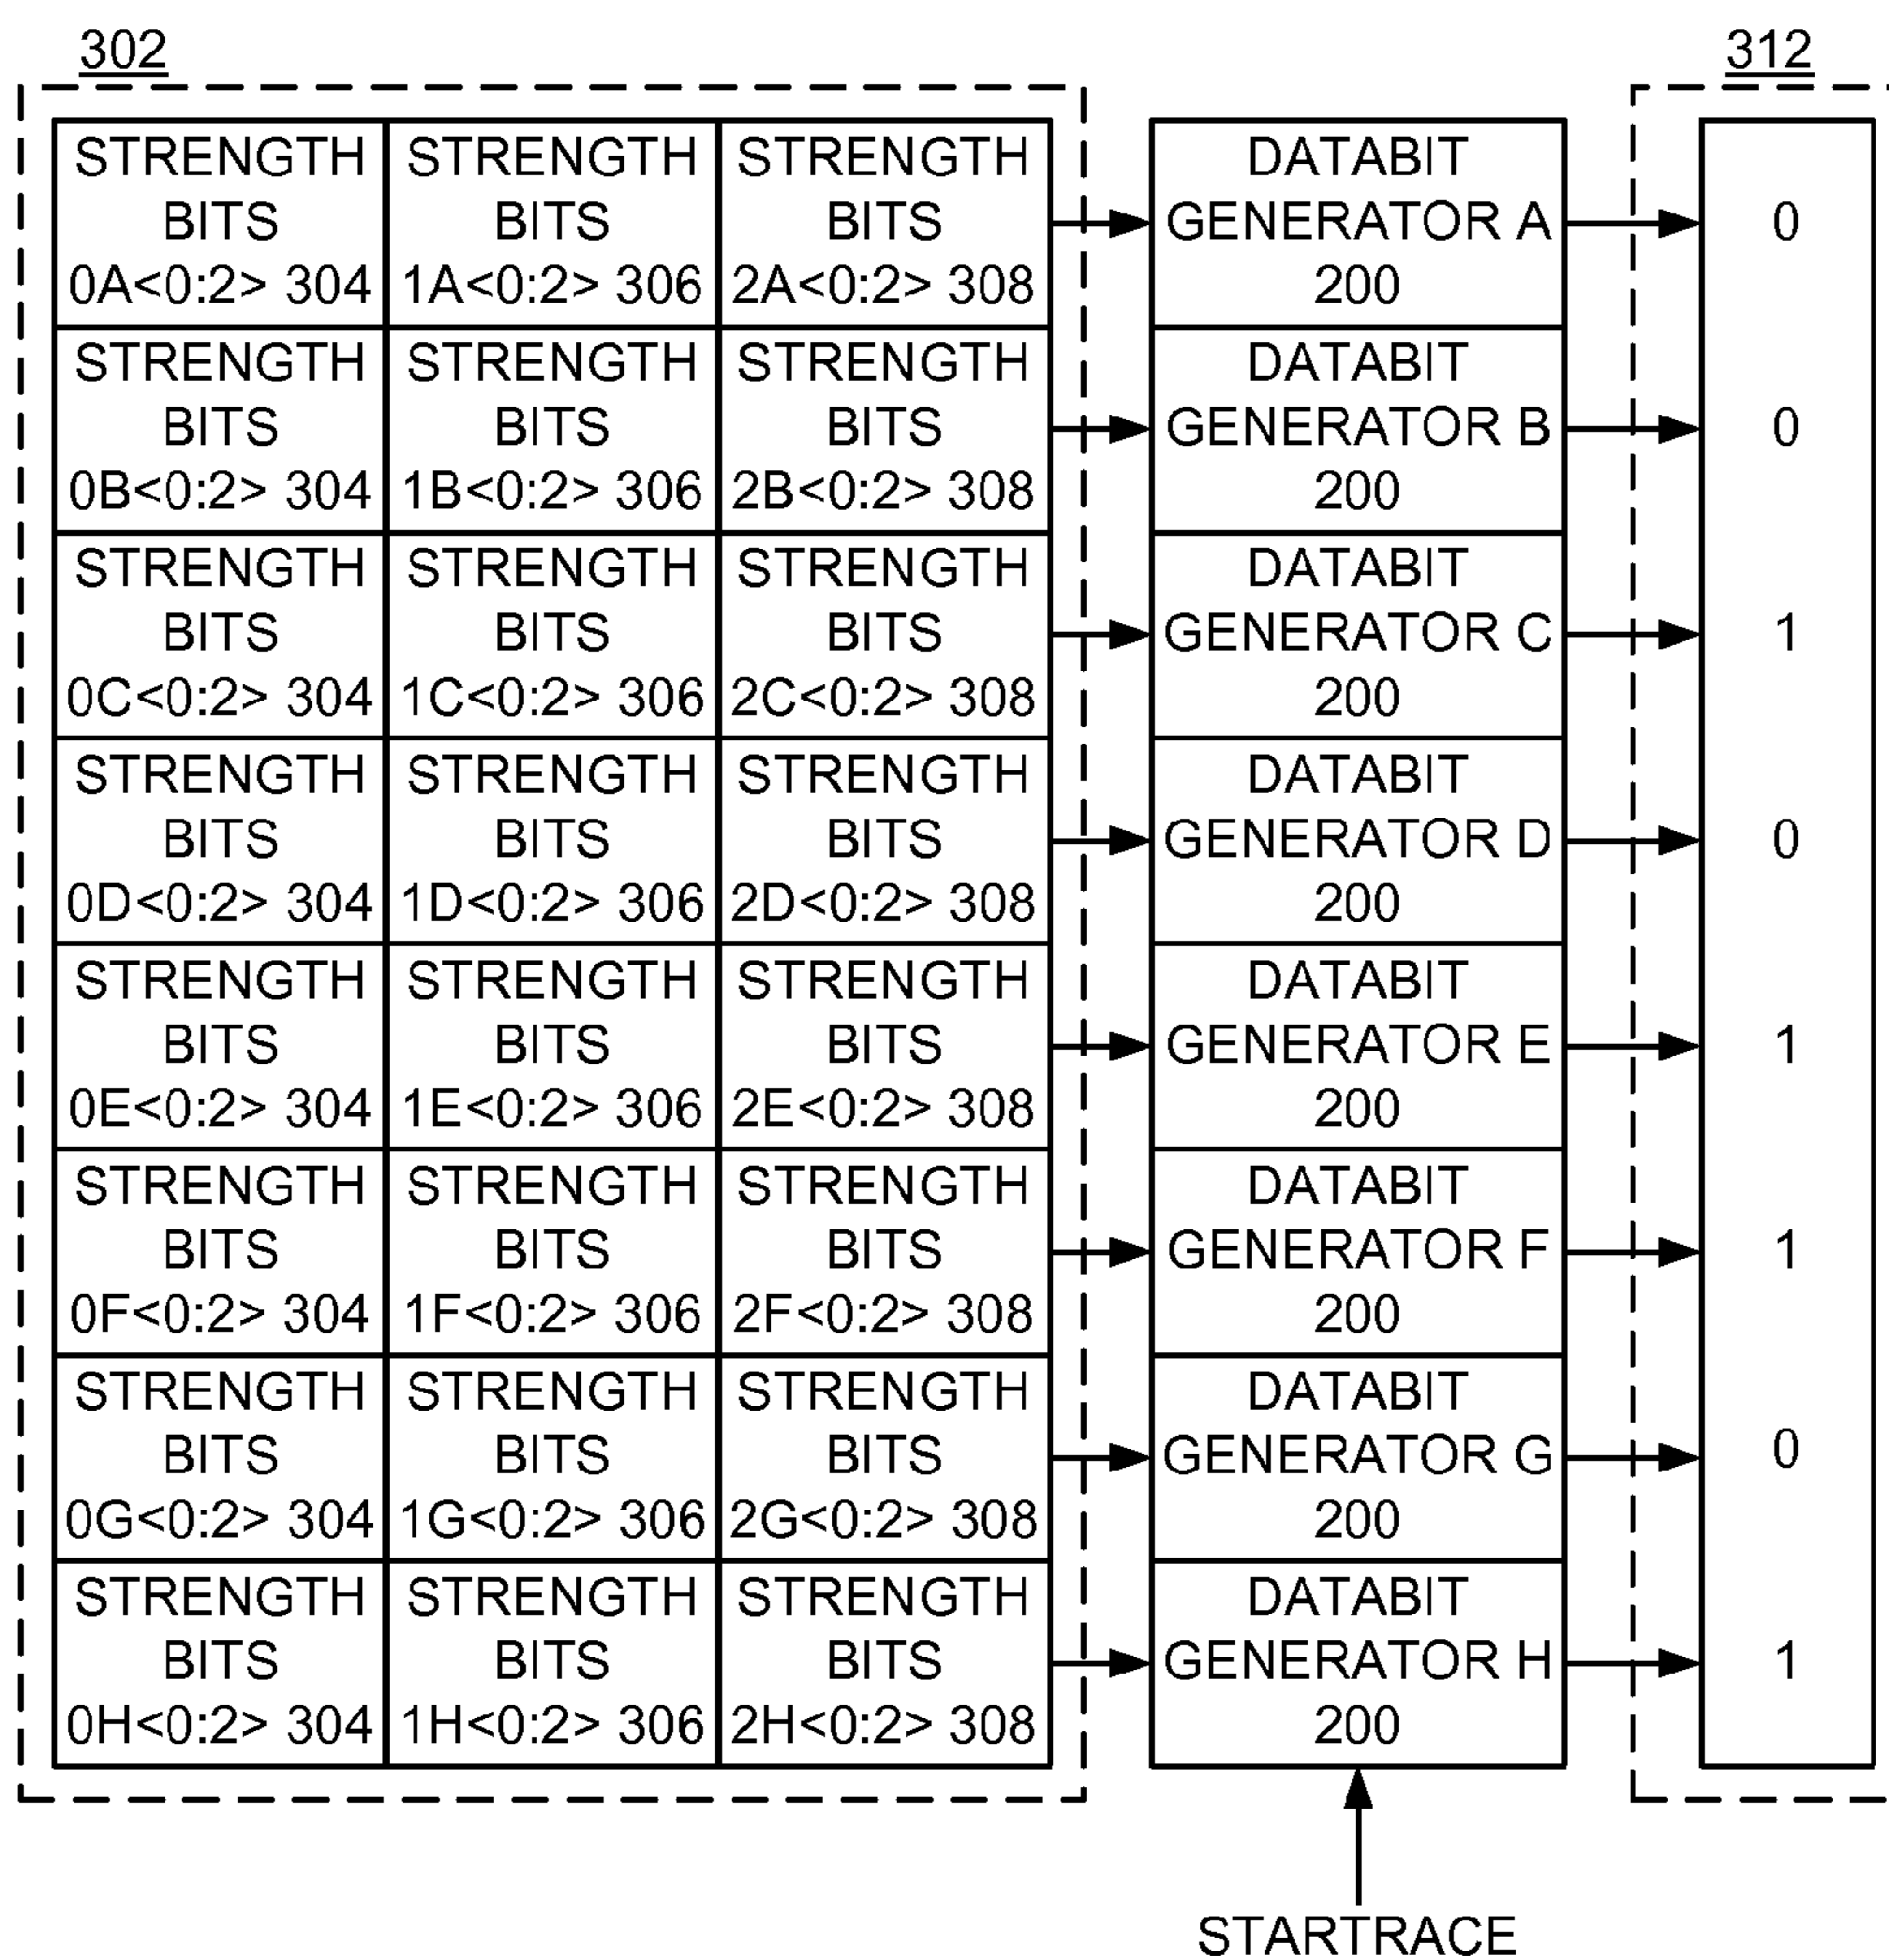 302
312
STRENGTH BITS 0A<0:2> 304
STRENGTH BITS 1A<0:2> 306
STRENGTH BITS 2A<0:2> 308
DATABIT GENERATOR A 200
0
STRENGTH BITS 0B<0:2> 304
STRENGTH BITS 1B<0:2> 306
STRENGTH BITS 2B<0:2> 308
DATABIT GENERATOR B 200
0
STRENGTH BITS 0C<0:2> 304
STRENGTH BITS 1C<0:2> 306
STRENGTH BITS 2C<0:2> 308
DATABIT GENERATOR C 200
1
STRENGTH BITS 0D<0:2> 304
STRENGTH BITS 1D<0:2> 306
STRENGTH BITS 2D<0:2> 308
DATABIT GENERATOR D 200
0
STRENGTH BITS 0E<0:2> 304
STRENGTH BITS 1E<0:2> 306
STRENGTH BITS 2E<0:2> 308
DATABIT GENERATOR E 200
1
STRENGTH BITS 0F<0:2> 304
STRENGTH BITS 1F<0:2> 306
STRENGTH BITS 2F<0:2> 308
DATABIT GENERATOR F 200
1
STRENGTH BITS 0G<0:2> 304
STRENGTH BITS 1G<0:2> 306
STRENGTH BITS 2G<0:2> 308
DATABIT GENERATOR G 200
0
STRENGTH BITS 0H<0:2> 304
STRENGTH BITS 1H<0:2> 306
STRENGTH BITS 2H<0:2> 308
DATABIT GENERATOR H 200
1
STARTRACE